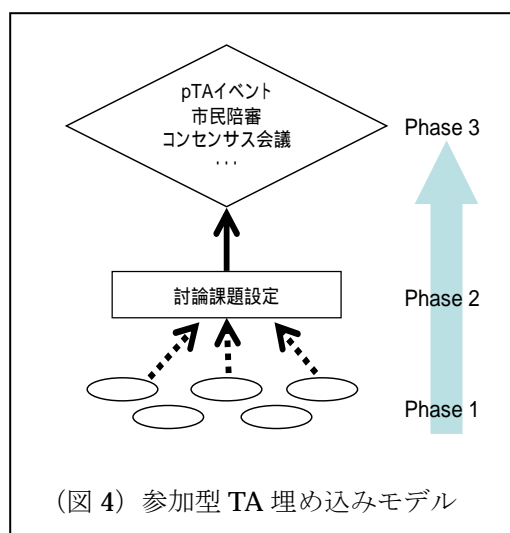 pTAイベント
市民陪審
コンセンサス会議
･･･
Phase 3
討論課題設定
Phase 2
Phase 1
（図 4）参加型 TA 埋め込みモデル